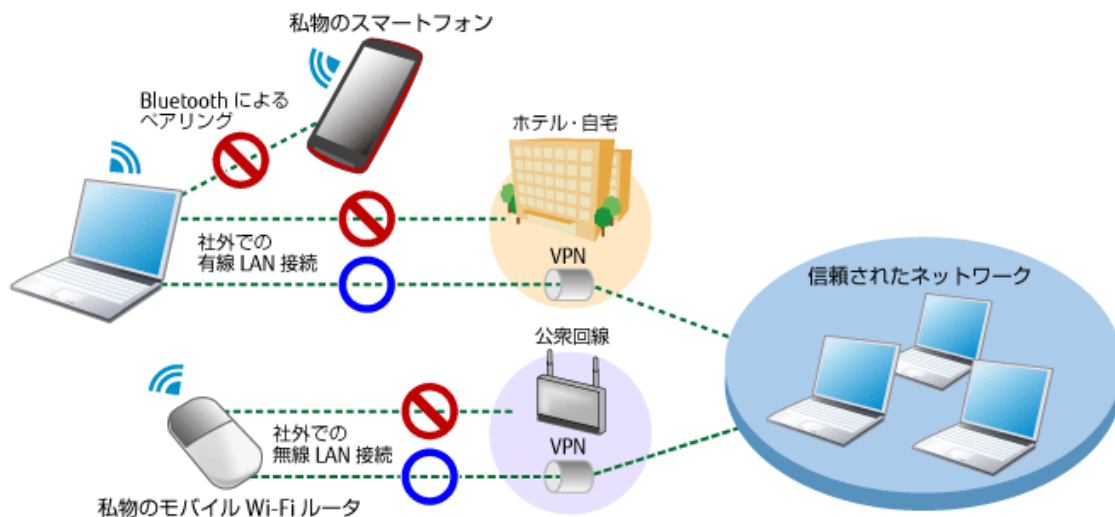 私物のスマートフォン
Bluetooth による
ペアリング
ホテル・自宅
社外での
有線 LAN 接続
VPN
信頼されたネットワーク
公衆回線
社外での
無線 LAN 接続
VPN
私物のモバイル Wi-Fi ルータ